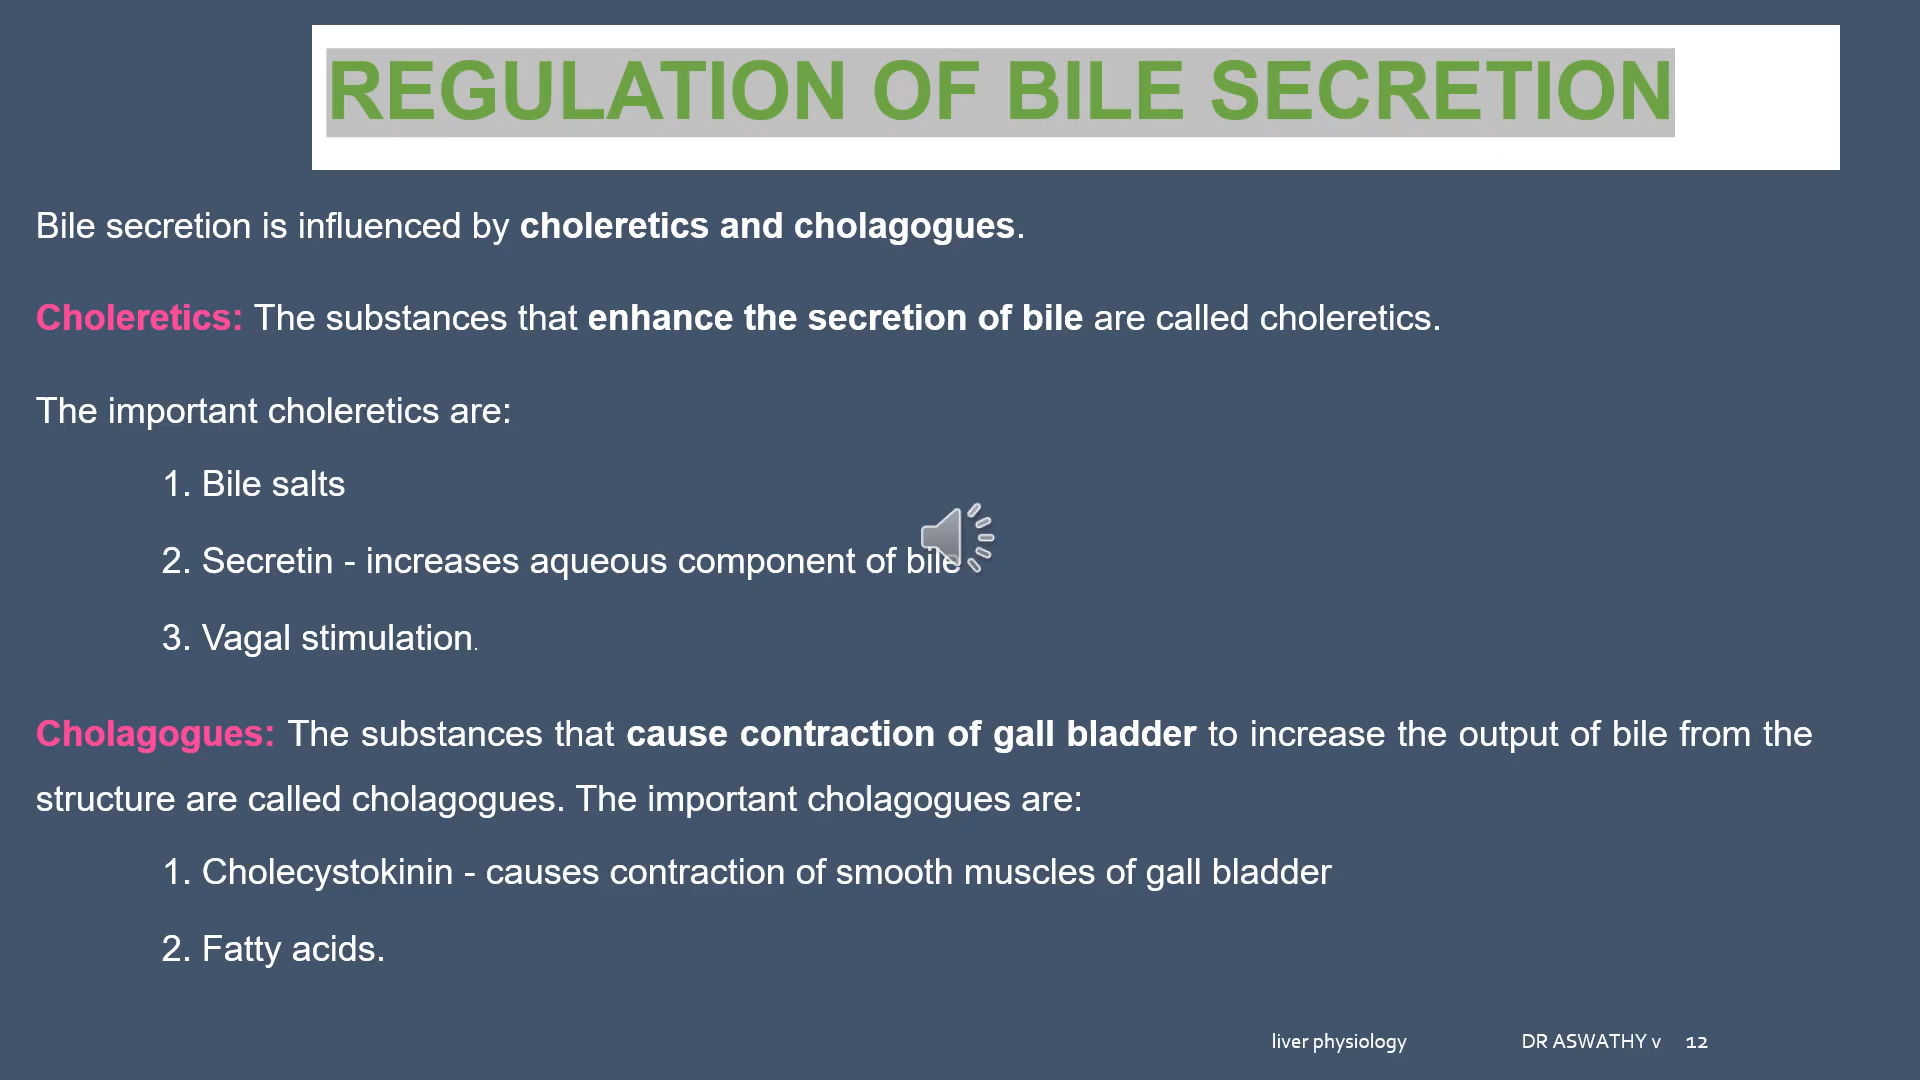 REGULATION OF BILE SECRETION
Bile secretion is influenced by choleretics and cholagogues.
Choleretics: The substances that enhance the secretion of bile are called choleretics.
The important choleretics are:
1. Bile salts
2. Secretin - increases aqueous component of bile
3. Vagal stimulation.
Cholagogues: The substances that cause contraction of gall bladder to increase the output of bile from the
structure are called cholagogues. The important cholagogues are:
1. Cholecystokinin - causes contraction of smooth muscles of gall bladder
2. Fatty acids.
liver physiology DR ASWATHY v 12